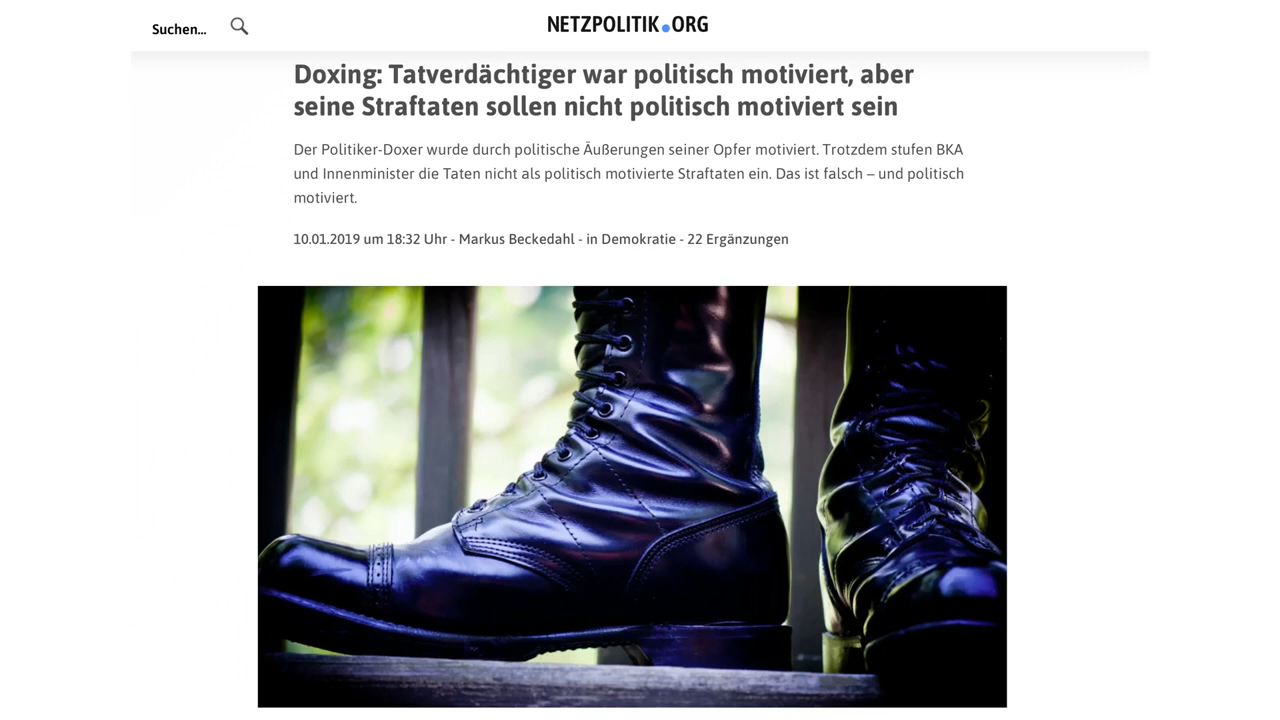 Suchen...
NETZPOLITIK.ORG
Doxing: Tatverdächtiger war politisch motiviert, aber
seine Straftaten sollen nicht politisch motiviert sein
Der Politiker-Doxer wurde durch politische Äußerungen seiner Opfer motiviert. Trotzdem stufen BKA
und Innenminister die Taten nicht als politisch motivierte Straftaten ein. Das ist falsch – und politisch
motiviert.
10.01.2019 um 18:32 Uhr - Markus Beckedahl - in Demokratie - 22 Ergänzungen